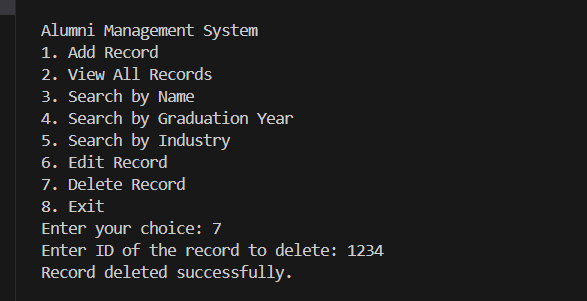 Alumni Management System
1. Add Record
2. View All Records
3. Search by Name
4. Search by Graduation Year
5. Search by Industry
6. Edit Record
7. Delete Record
8. Exit
Enter your choice: 7
Enter ID of the record to delete: 1234
Record deleted successfully.